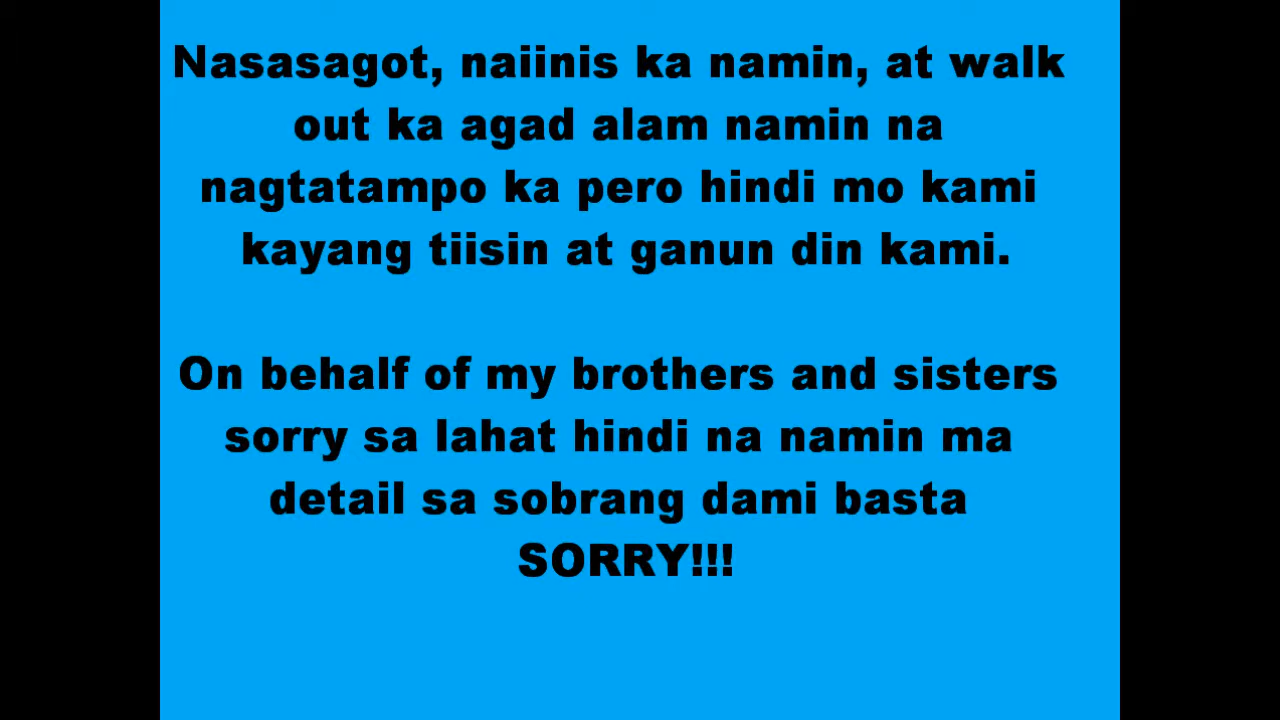 Nasasagot, naiinis ka namin, at walk
out ka agad alam namin na
nagtatampo ka pero hindi mo kami
kayang tiisin at ganun din kami.
On behalf of my brothers and sisters
sorry sa lahat hindi na namin ma
detail sa sobrang dami basta
SORRY!!!